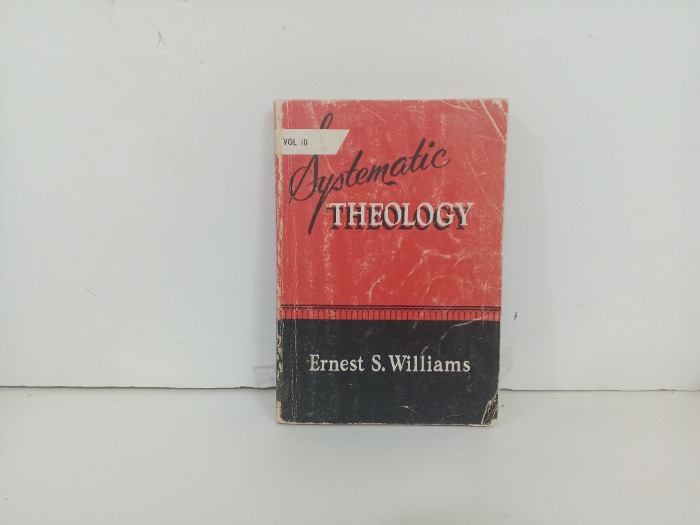 VOL. III
Systematic
THEOLOGY
Ernest S. Williams